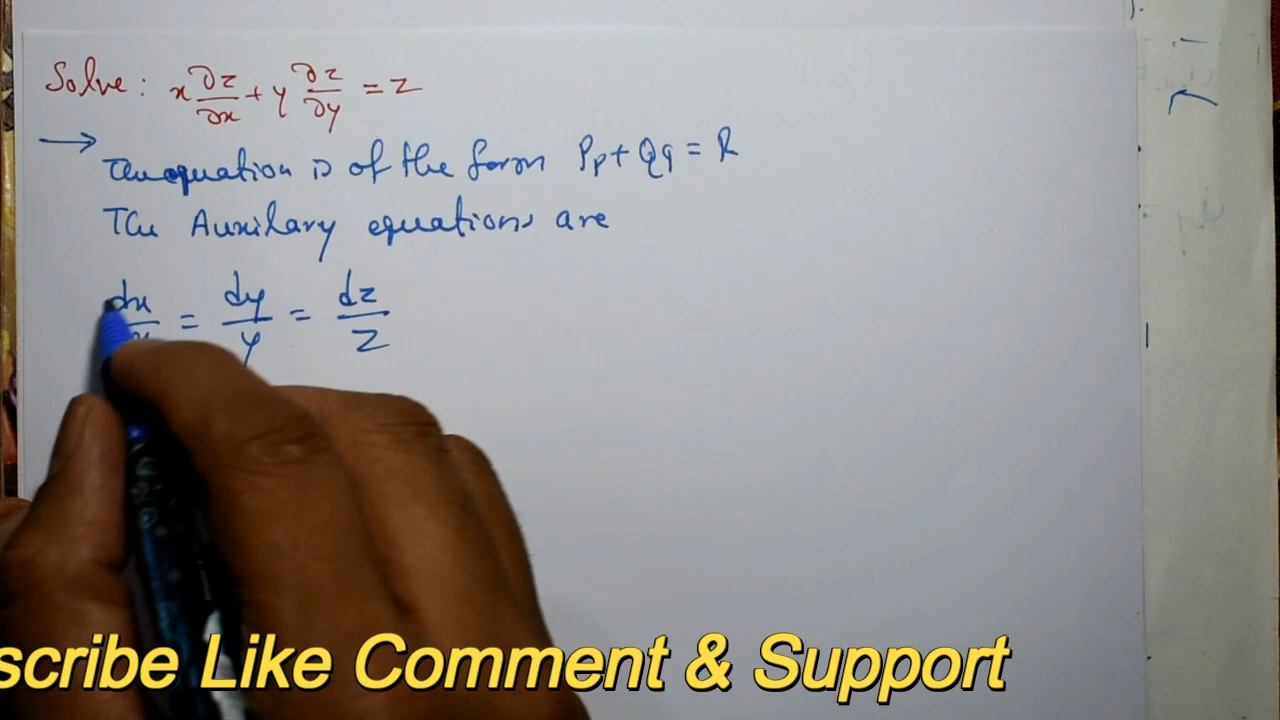 Solve: x ∂z/∂x + y ∂z/∂y = z
→ The equation is of the form Pp + Qq = R
The Auxilary equations are
dx/x = dy/y = dz/z
scribe Like Comment & Support